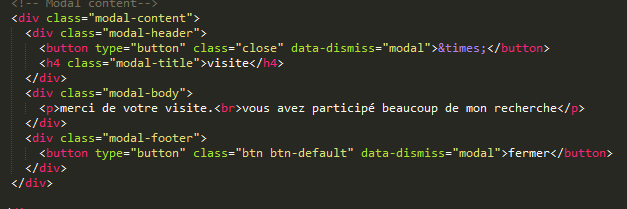 <!-- Modal content-->
<div class="modal-content">
<div class="modal-header">
<button type="button" class="close" data-dismiss="modal">&times;</button>
<h4 class="modal-title">visite</h4>
</div>
<div class="modal-body">
<p>merci de votre visite.<br>vous avez participé beaucoup de mon recherche</p>
</div>
<div class="modal-footer">
<button type="button" class="btn btn-default" data-dismiss="modal">fermer</button>
</div>
</div>